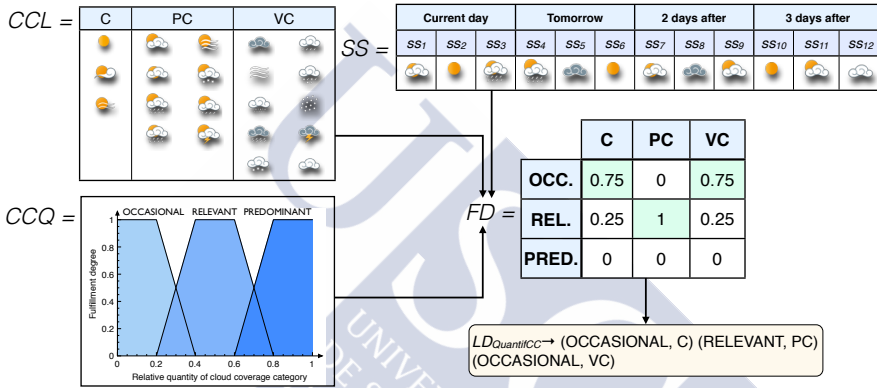 CCL =
C PC VC
SS =
Current day Tomorrow 2 days after 3 days after
SS1 SS2 SS3 SS4 SS5 SS6 SS7 SS8 SS9 SS10 SS11 SS12
CCQ =
OCCASIONAL RELEVANT PREDOMINANT
Fulfillment degree
1
0.8
0.6
0.4
0.2
0
0 0.2 0.4 0.6 0.8 1
Relative quantity of cloud coverage category
FD =
C PC VC
OCC. 0.75 0 0.75
REL. 0.25 1 0.25
PRED. 0 0 0
LDQuantifCC→ (OCCASIONAL, C) (RELEVANT, PC)
(OCCASIONAL, VC)